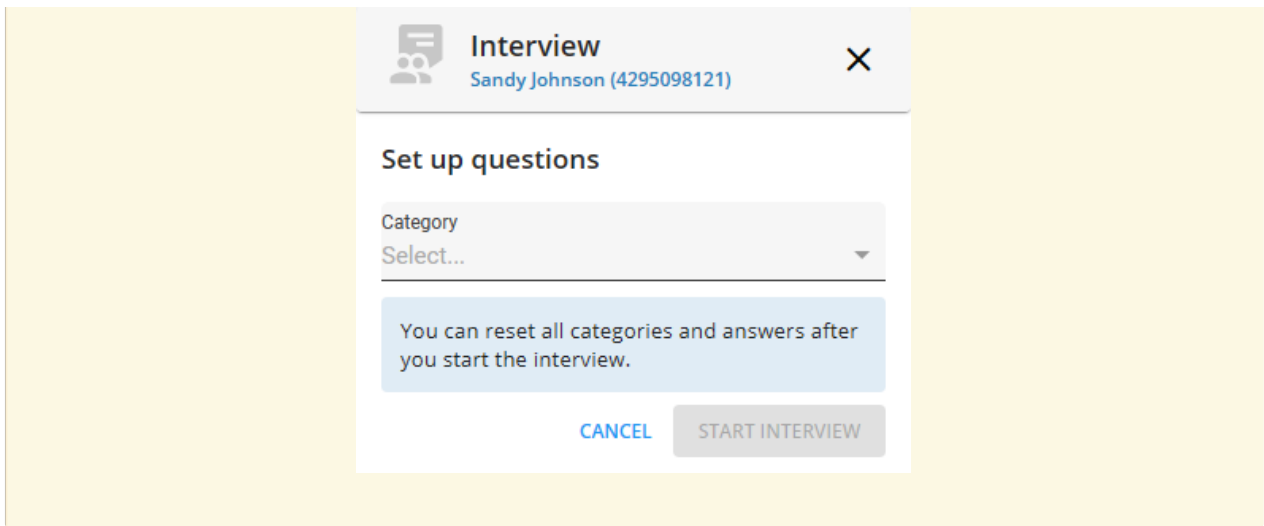 Interview
Sandy Johnson (4295098121)
Set up questions
Category
Select...
You can reset all categories and answers after
you start the interview.
CANCEL START INTERVIEW